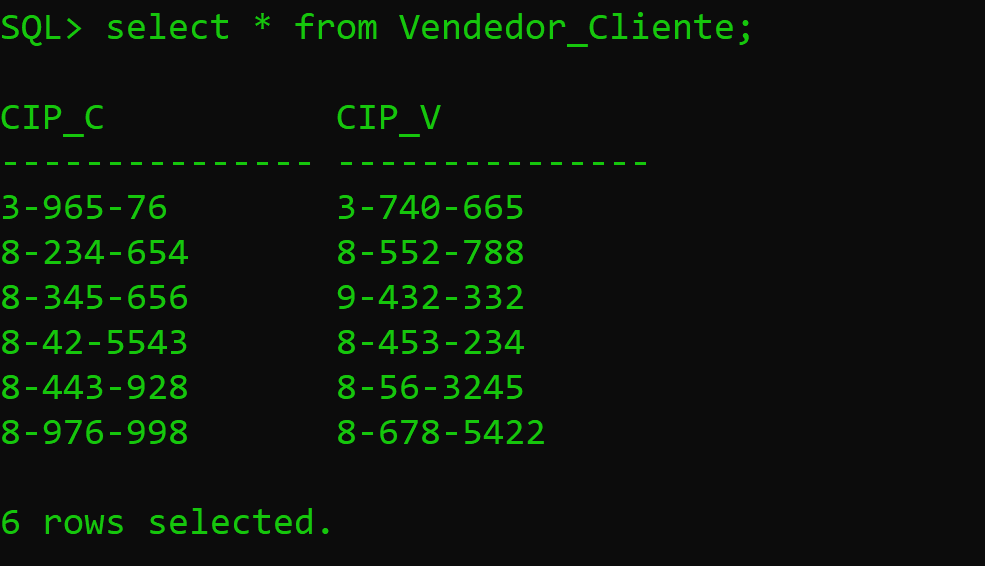 SQL> select * from Vendedor_Cliente;
CIP_C CIP_V
--------------- ---------------
3-965-76 3-740-665
8-234-654 8-552-788
8-345-656 9-432-332
8-42-5543 8-453-234
8-443-928 8-56-3245
8-976-998 8-678-5422
6 rows selected.